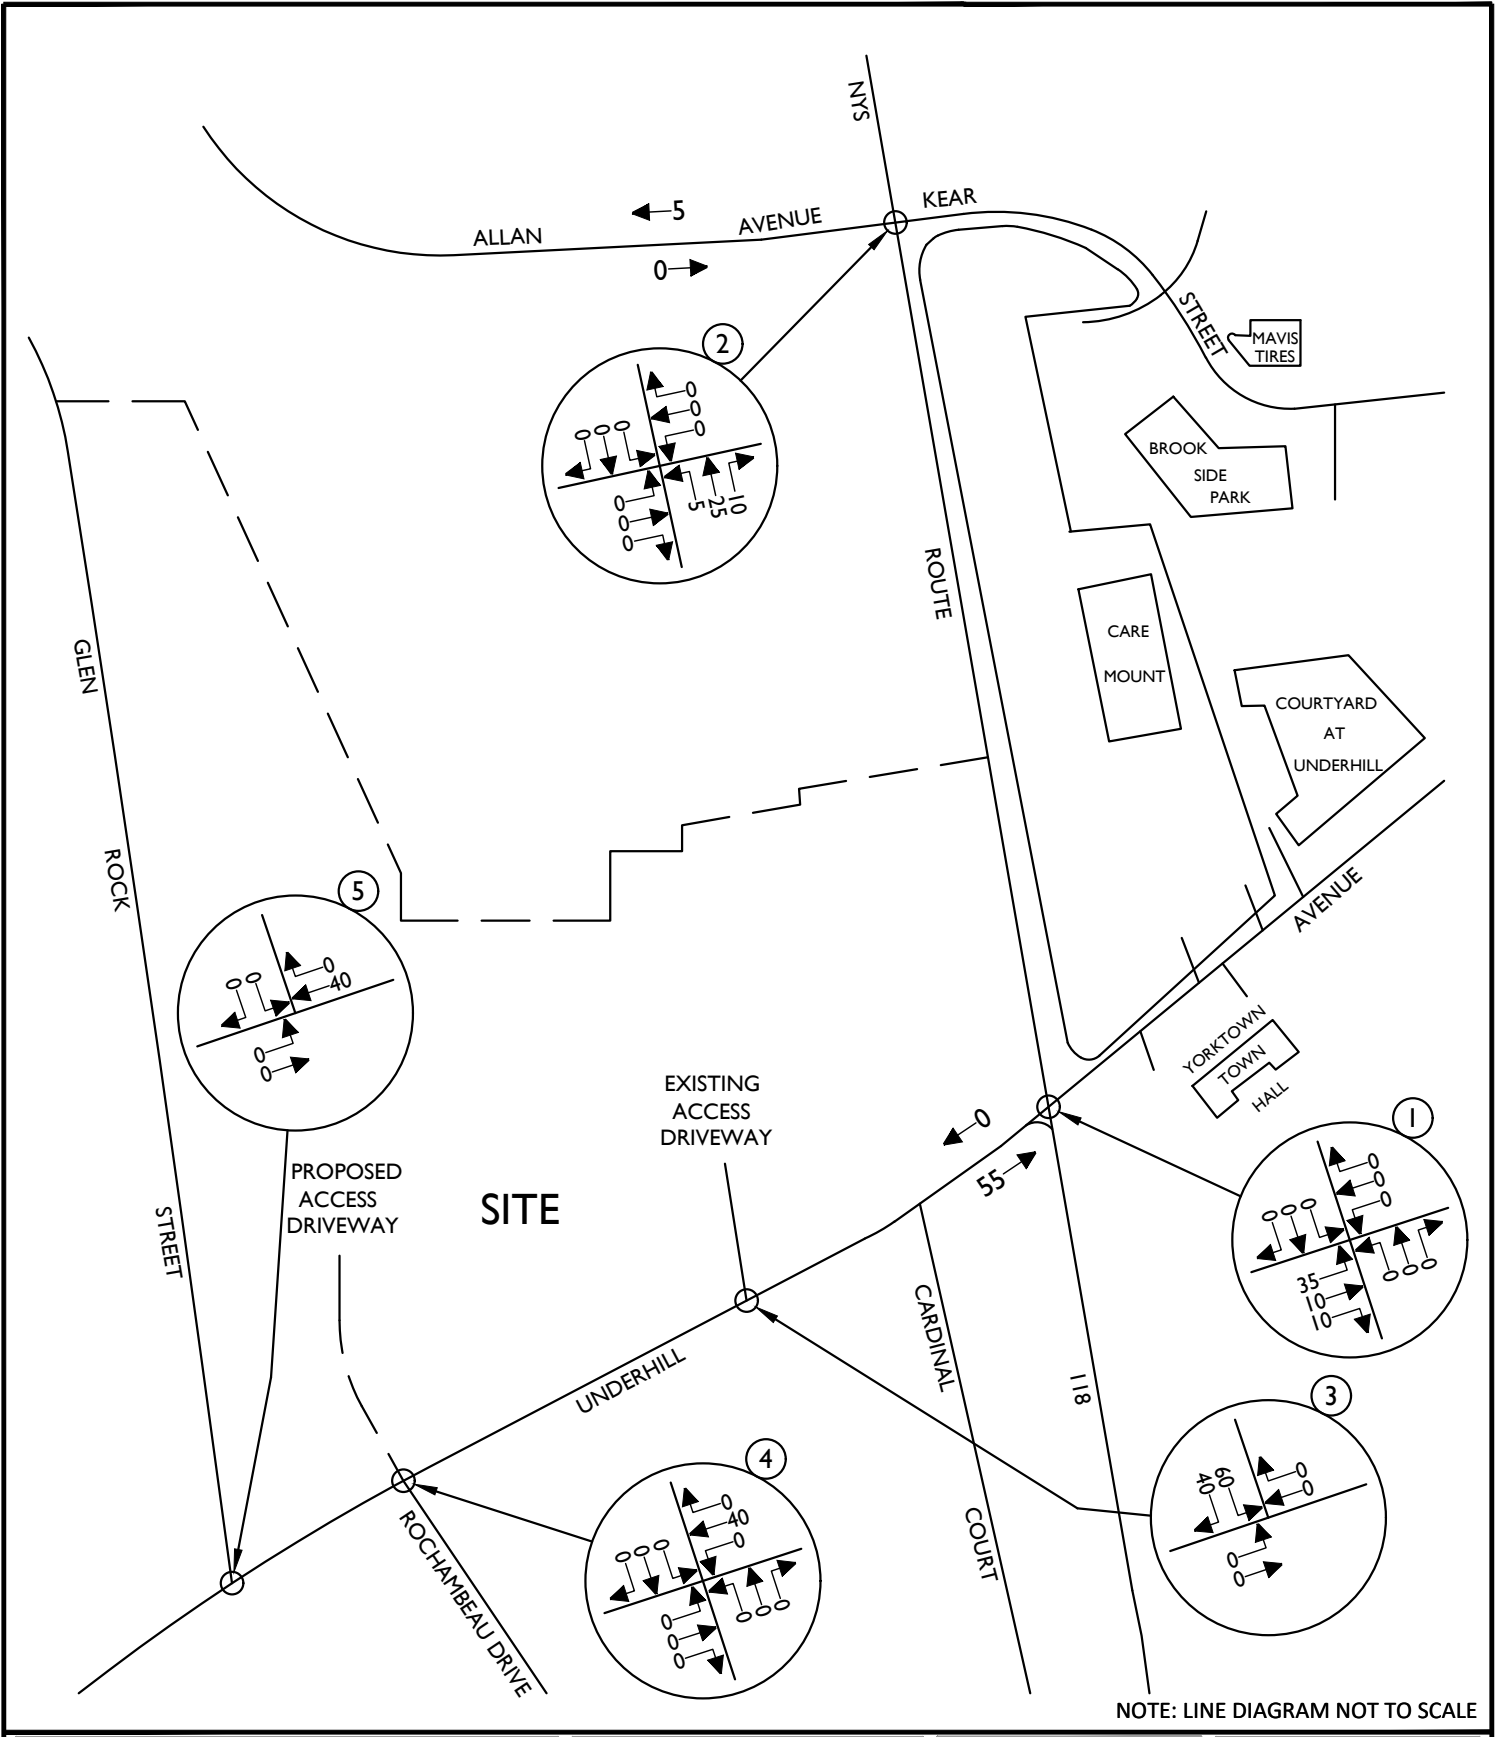 NYS
KEAR
5
ALLAN
AVENUE
0
STREET
2
MAVIS
TIRES
0
0
0
0 0 0
0
0
0
5 25 10
BROOK
SIDE
PARK
ROUTE
GLEN
CARE
MOUNT
COURTYARD
AT
UNDERHILL
ROCK
5
AVENUE
0
40
0 0
0
0
YORKTOWN
TOWN
HALL
EXISTING
ACCESS
DRIVEWAY
0
55
1
0
0
0
0 0 0
35
10
10
0 0 0
PROPOSED
ACCESS
DRIVEWAY
SITE
STREET
CARDINAL
UNDERHILL
118
3
40 60
0
0
0
0
4
0
40
0
0 0 0
0
0
0
0 0 0
ROCHAMBEAU DRIVE
COURT
NOTE: LINE DIAGRAM NOT TO SCALE